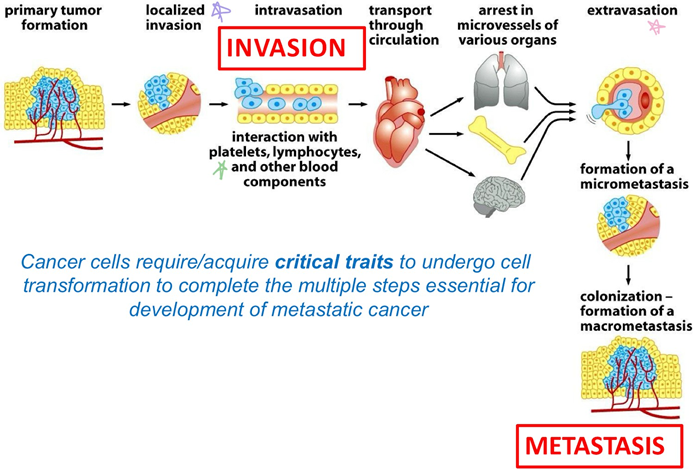 primary tumor
formation
localized
invasion
intravasation
INVASION
transport
through
circulation
arrest in
microvessels of
various organs
extravasation
interaction with
platelets, lymphocytes,
and other blood
components
formation of a
micrometastasis
Cancer cells require/acquire critical traits to undergo cell
transformation to complete the multiple steps essential for
development of metastatic cancer
colonization –
formation of a
macrometastasis
METASTASIS